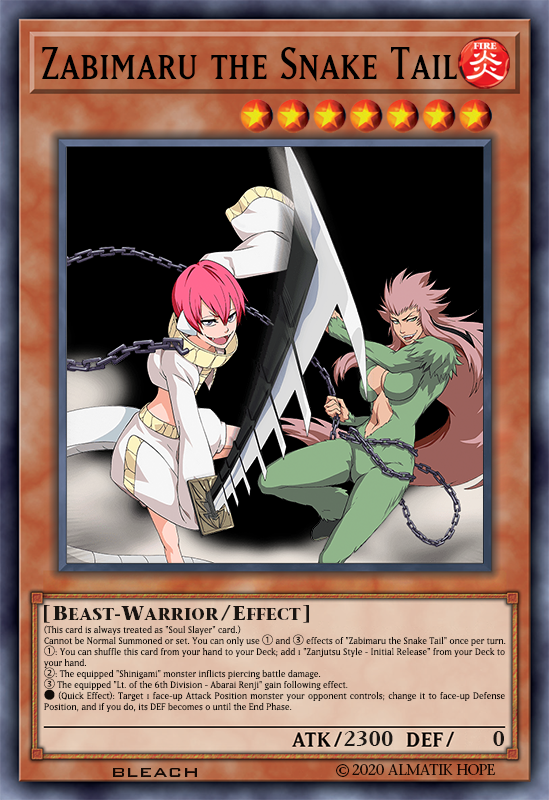 Zabimaru the Snake Tail
FIRE
炎
[Beast-Warrior/Effect]
(This card is always treated as "Soul Slayer" card.)
Cannot be Normal Summoned or set. You can only use ① and ③ effects of "Zabimaru the Snake Tail" once per turn.
①: You can shuffle this card from your hand to your Deck; add 1 "Zanjutsu Style - Initial Release" from your Deck to
your hand.
②: The equipped "Shinigami" monster inflicts piercing battle damage.
③ The equipped "Lt. of the 6th Division - Abarai Renji" gain following effect.
● (Quick Effect): Target 1 face-up Attack Position monster your opponent controls; change it to face-up Defense
Position, and if you do, its DEF becomes 0 until the End Phase.
ATK/2300 DEF/ 0
BLEACH
©2020 ALMATIK HOPE